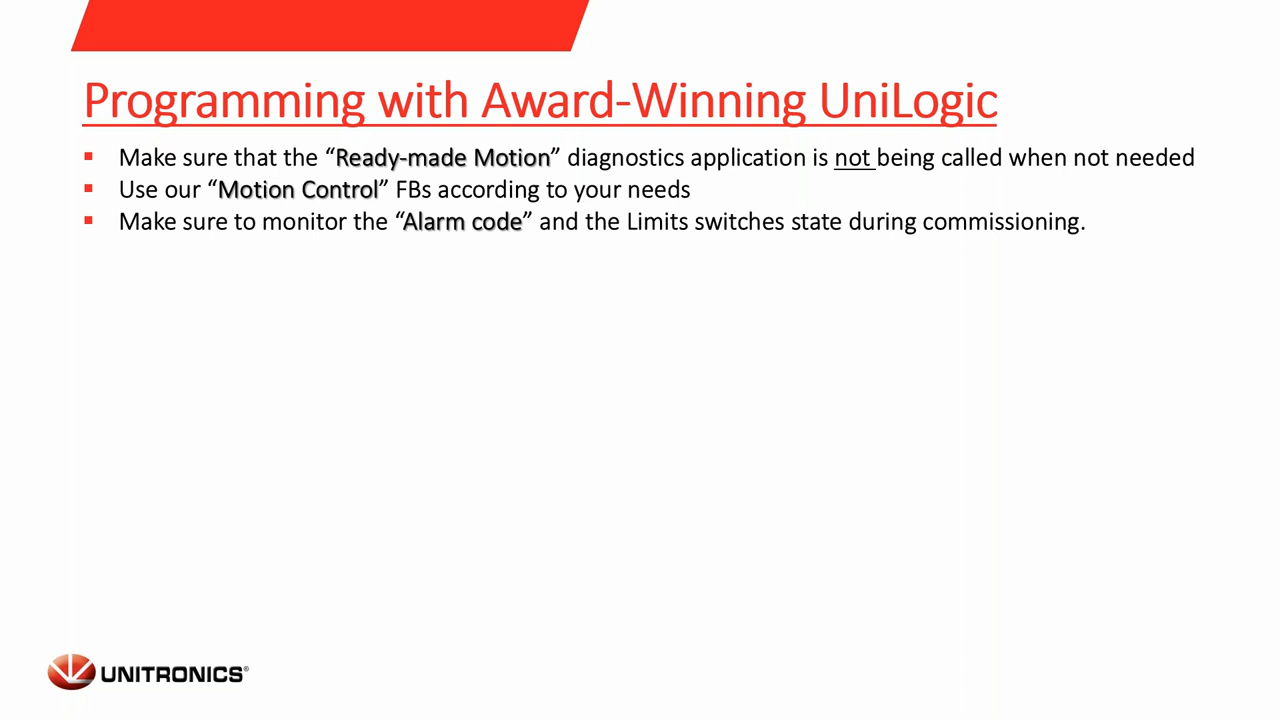 Programming with Award-Winning UniLogic
Make sure that the “Ready-made Motion” diagnostics application is not being called when not needed
Use our “Motion Control” FBs according to your needs
Make sure to monitor the “Alarm code” and the Limits switches state during commissioning.
UNITRONICS®